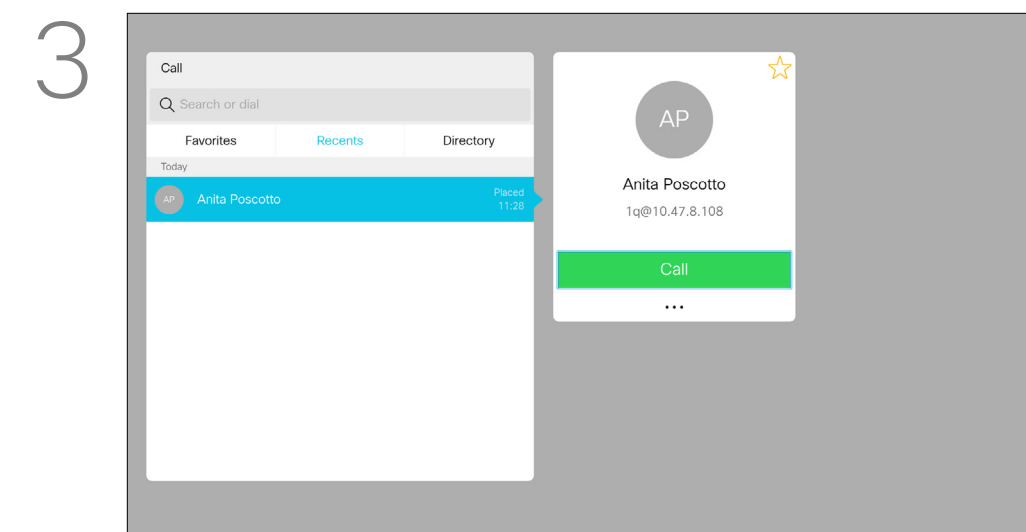 3
Call
Search or dial
Favorites Recents Directory
Today
AP Anita Poscotto Placed
11:28
AP
Anita Poscotto
1q@10.47.8.108
Call
...